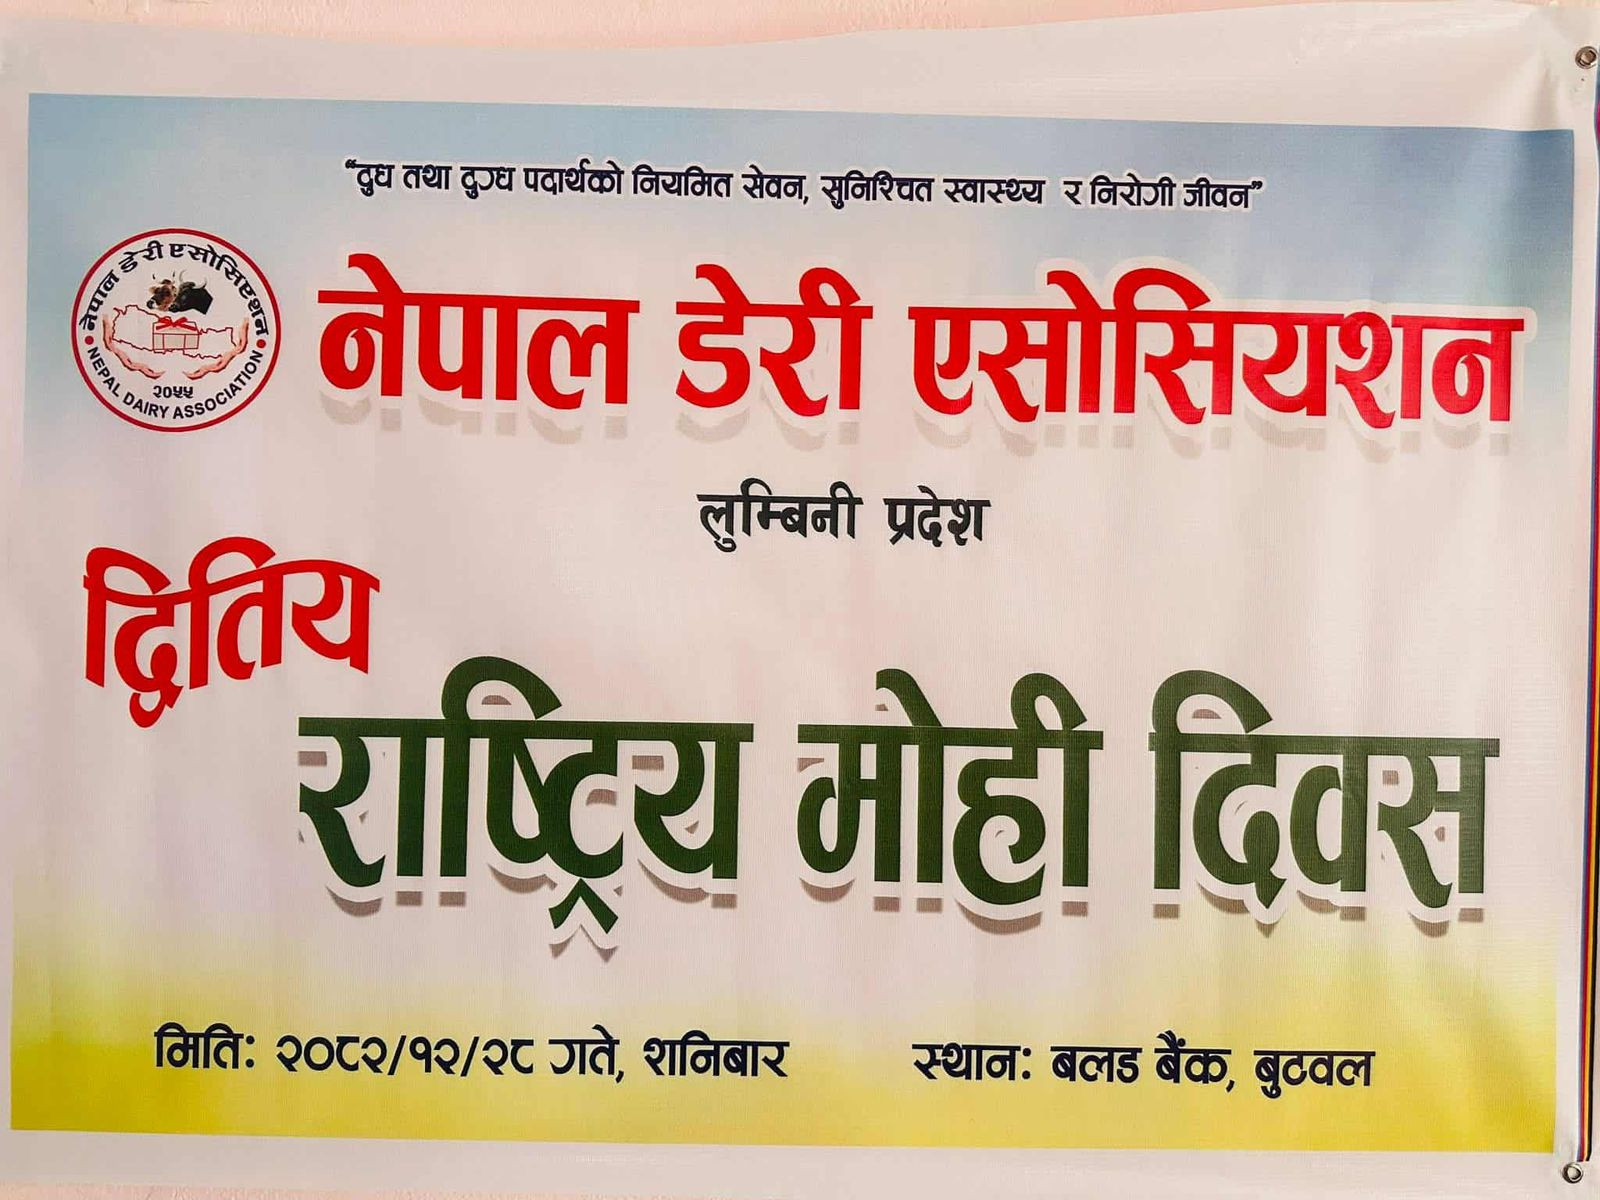 “दुध तथा दुग्ध पदार्थको नियमित सेवन, सुनिश्चित स्वास्थ्य र निरोगी जीवन”
नेपाल डेरी एसोसिएशन
२०५५
NEPAL DAIRY ASSOCIATION
नेपाल डेरी एसोसियशन
लुम्बिनी प्रदेश
द्वितिय
राष्ट्रिय मोही दिवस
मिति: २०८२/१२/२८ गते, शनिबार
स्थान: बलड बैंक, बुटवल